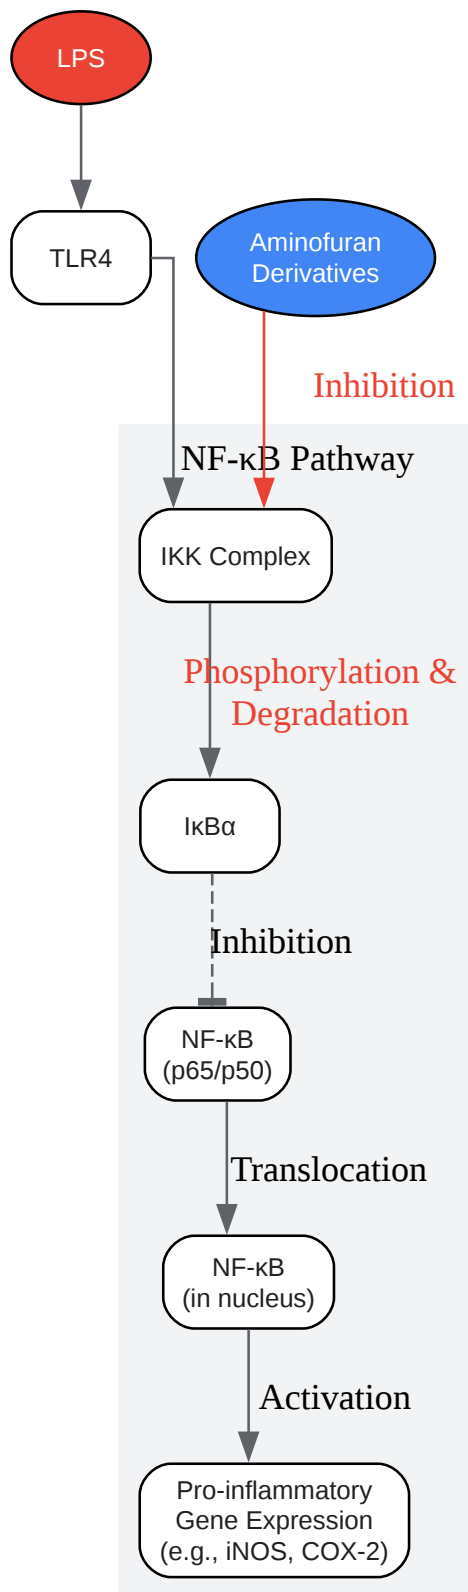 LPS
TLR4
Aminofuran
Derivatives
Inhibition
NF-κB Pathway
IKK Complex
Phosphorylation &
Degradation
IκBα
Inhibition
NF-κB
(p65/p50)
Translocation
NF-κB
(in nucleus)
Activation
Pro-inflammatory
Gene Expression
(e.g., iNOS, COX-2)